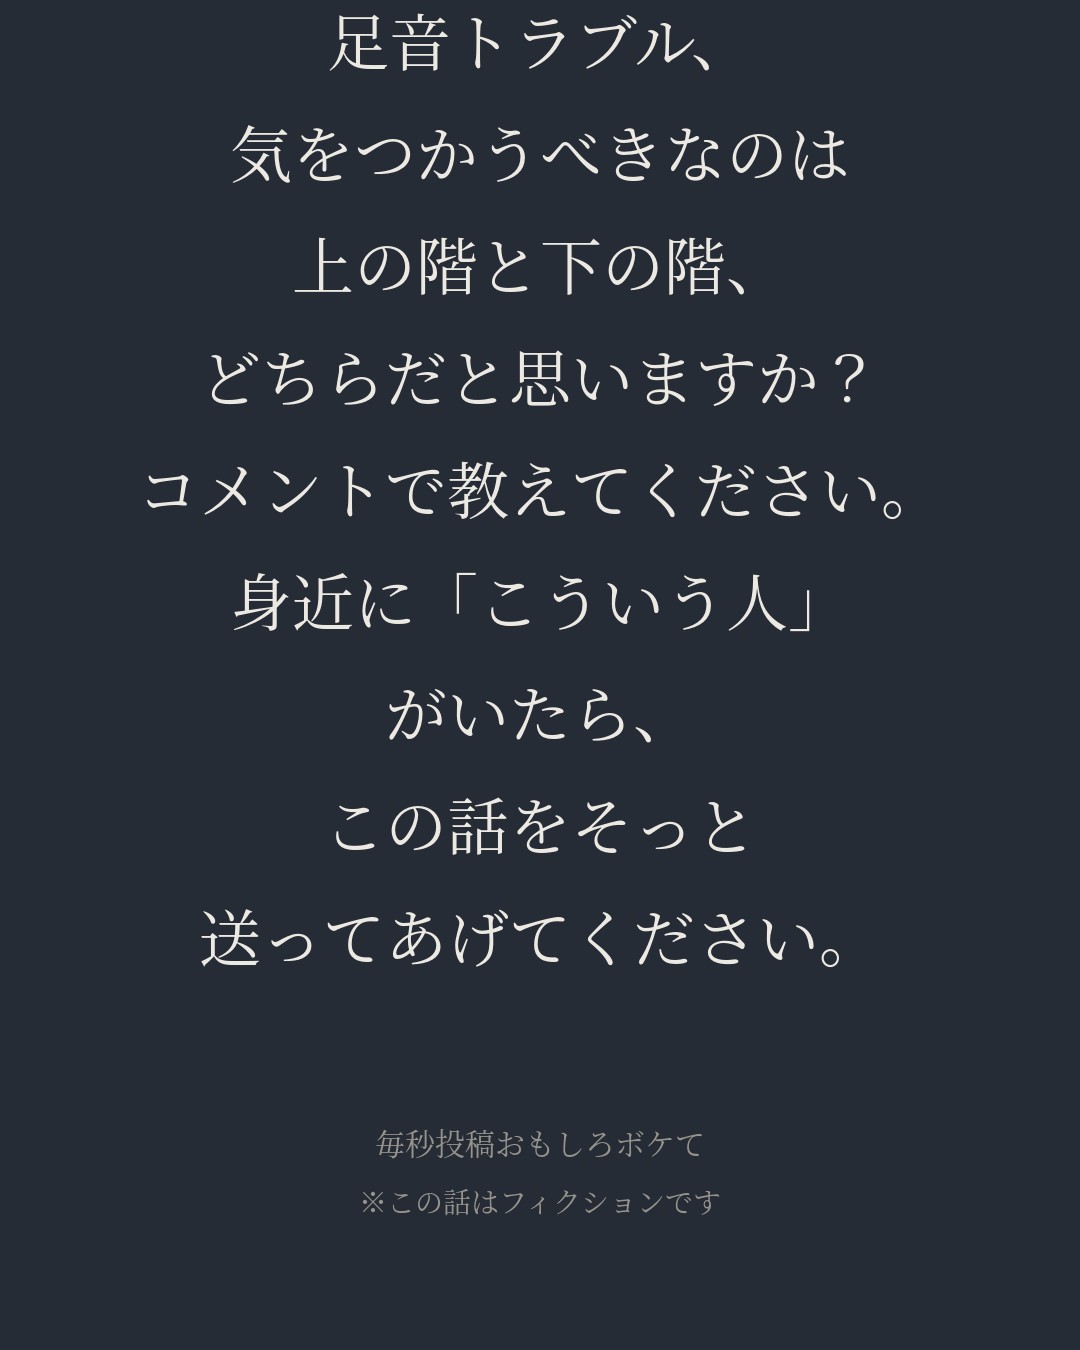 足音トラブル、
気をつかうべきなのは
上の階と下の階、
どちらだと思いますか？
コメントで教えてください。
身近に「こういう人」
がいたら、
この話をそっと
送ってあげてください。
毎秒投稿おもしろボケて
※この話はフィクションです